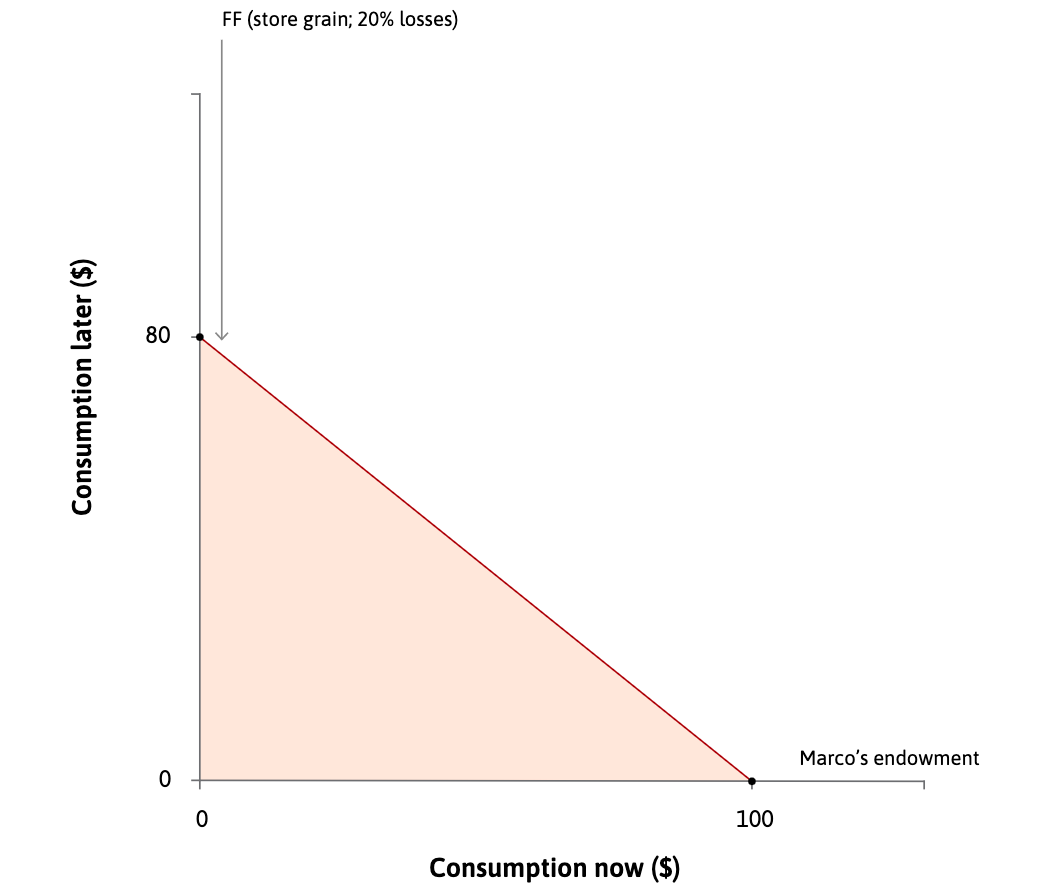 FF (store grain; 20% losses)
Consumption later ($)
80
0
Marco’s endowment
0
100
Consumption now ($)